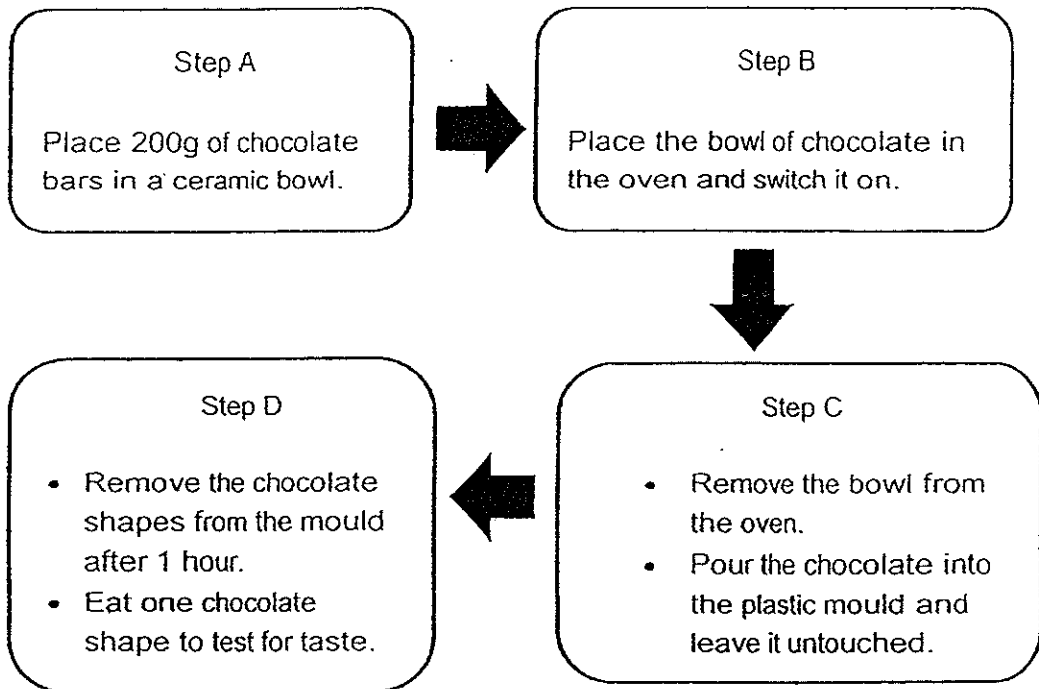 Step A
Place 200g of chocolate
bars in a ceramic bowl.
Step B
Place the bowl of chocolate in
the oven and switch it on.
Step C
• Remove the bowl from
the oven.
• Pour the chocolate into
the plastic mould and
leave it untouched.
Step D
• Remove the chocolate
shapes from the mould
after 1 hour.
• Eat one chocolate
shape to test for taste.